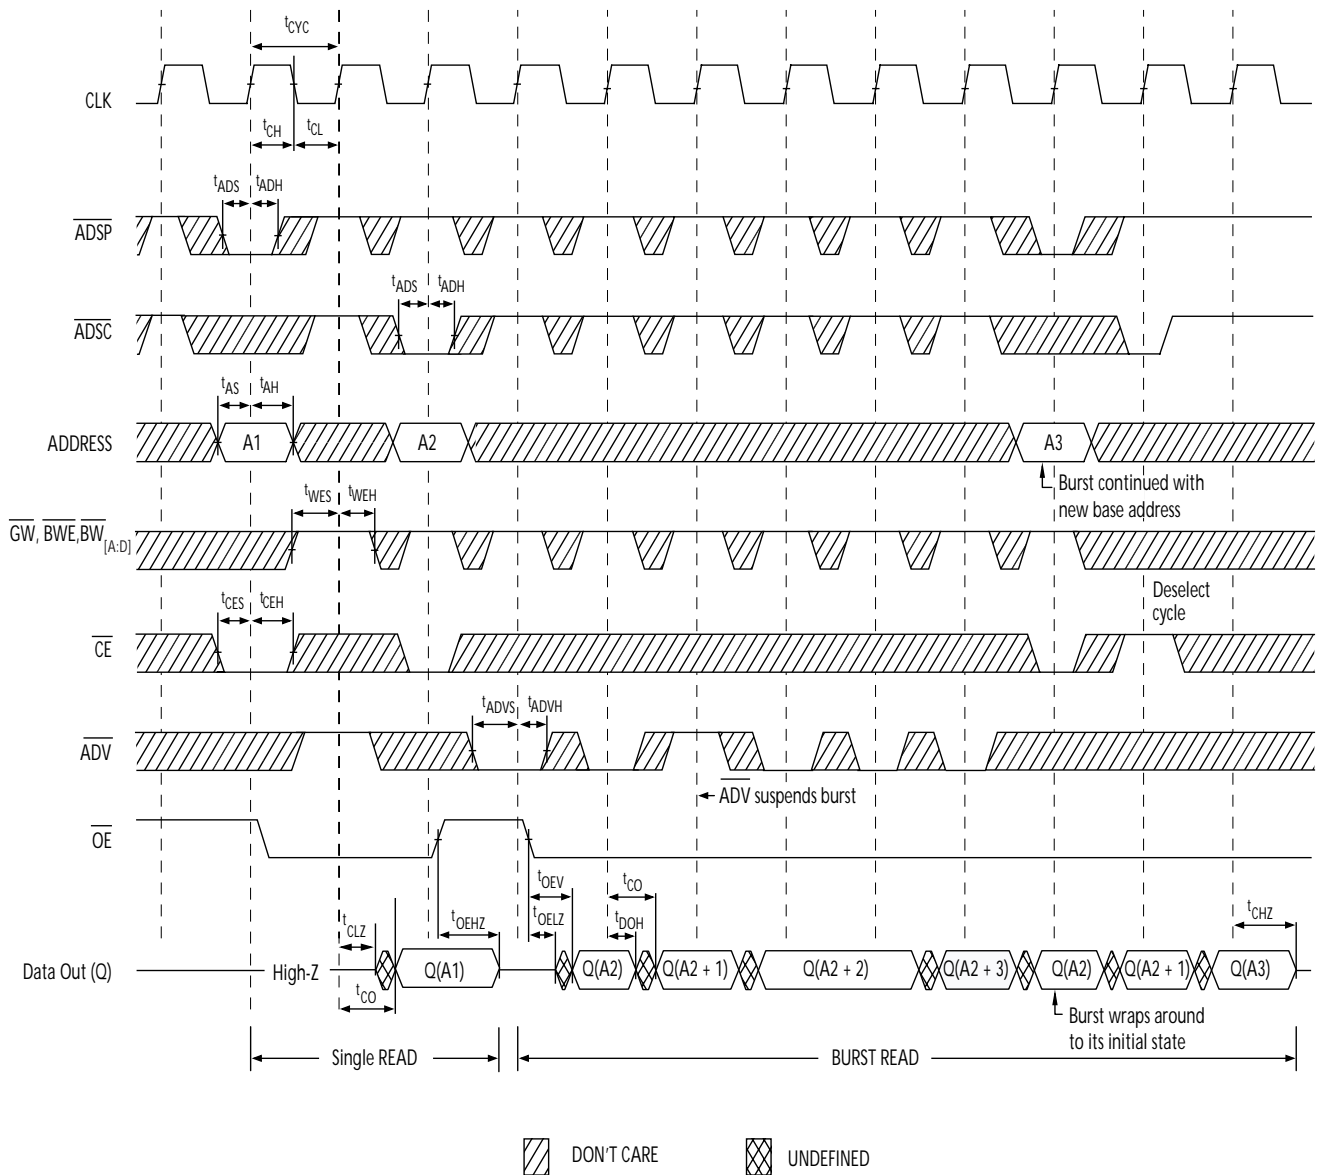 tCYC
CLK
tCH
tCL
tADS
tADH
ADSP
tADS
tADH
ADSC
tAS
tAH
ADDRESS
A1
A2
A3
Burst continued with
new base address
tWES
tWEH
GW, BWE,BW[A:D]
Deselect
cycle
tCES
tCEH
CE
tADVS
tADVH
ADV
ADV suspends burst
OE
tOEV
tCO
tCLZ
tOEHZ
tOELZ
tDOH
tCHZ
Data Out (Q)
High-Z
Q(A1)
Q(A2)
Q(A2 + 1)
Q(A2 + 2)
Q(A2 + 3)
Q(A2)
Q(A2 + 1)
Q(A3)
tCO
Burst wraps around
to its initial state
Single READ
BURST READ
DON'T CARE
UNDEFINED